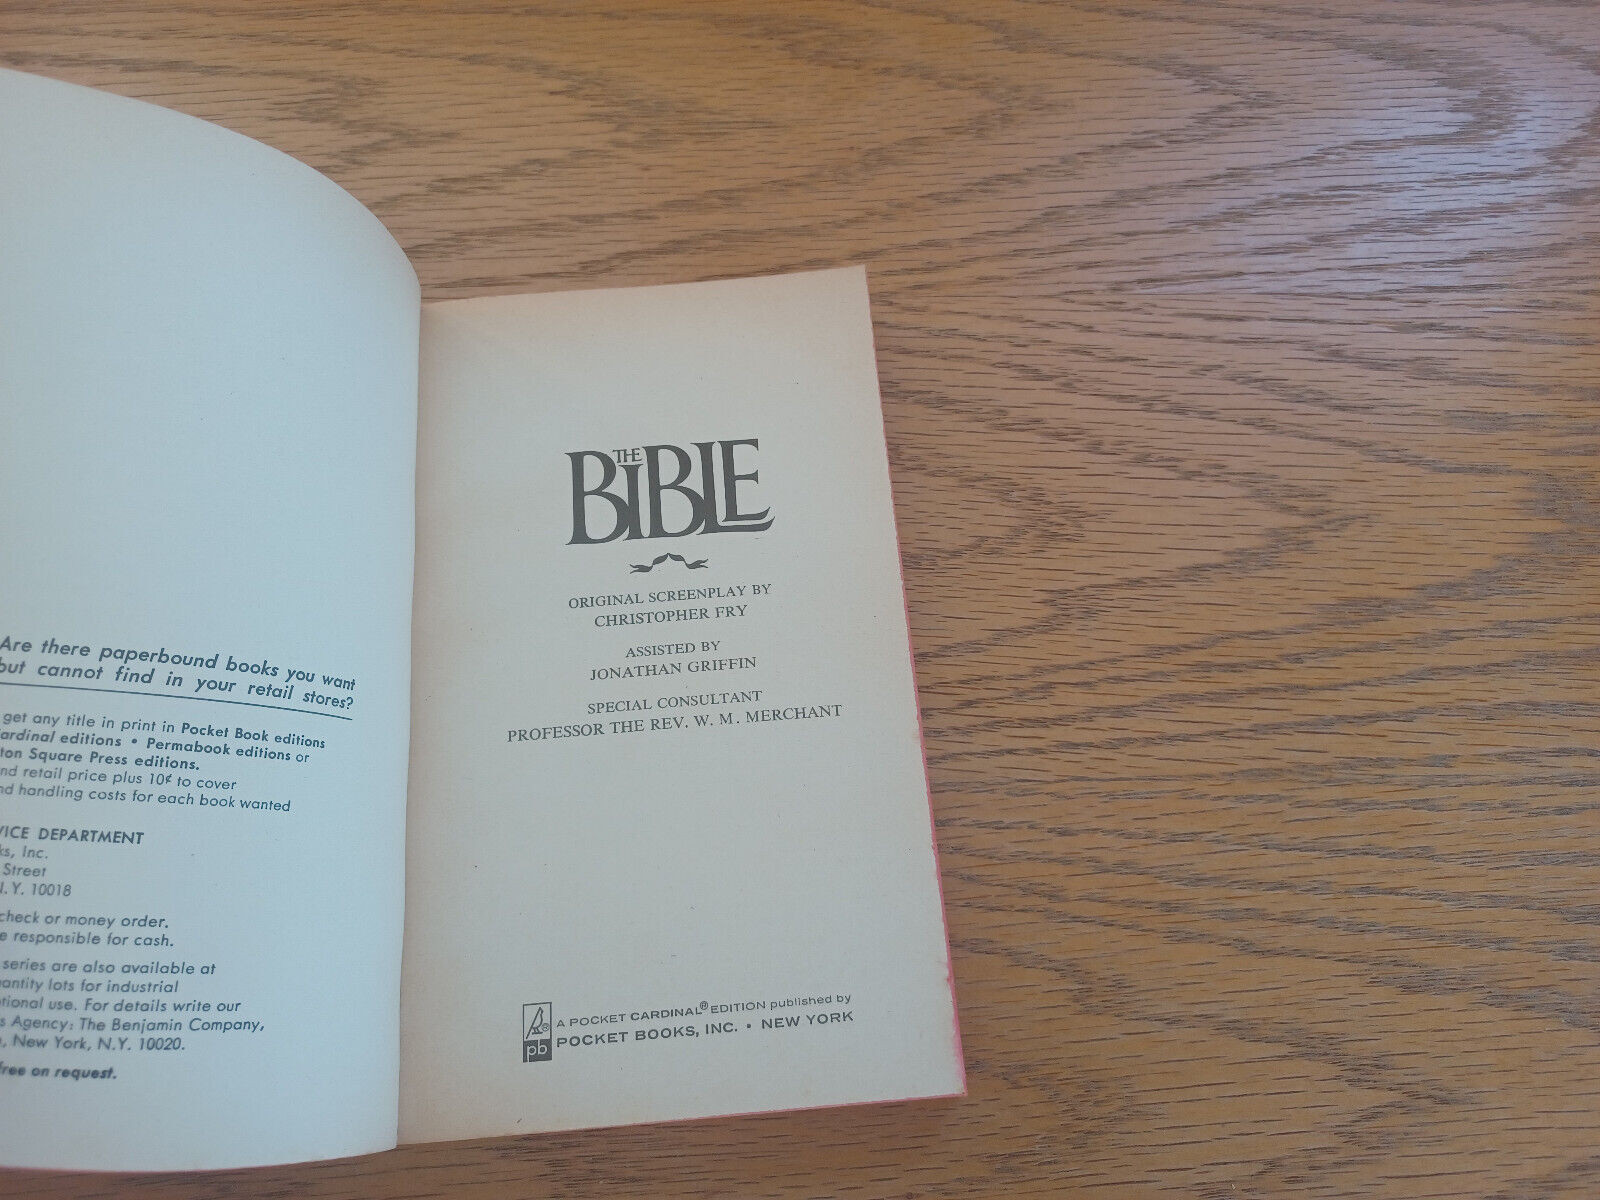 Are there paperbound books you want
but cannot find in your retail stores?
get any title in print in Pocket Book editions
ardinal editions • Permabook editions or
ton Square Press editions.
nd retail price plus 10¢ to cover
nd handling costs for each book wanted
VICE DEPARTMENT
ks, Inc.
Street
N.Y. 10018
check or money order.
e responsible for cash.
series are also available at
uantity lots for industrial
tional use. For details write our
s Agency: The Benjamin Company,
, New York, N.Y. 10020.
free on request.
THE
BIBLE
ORIGINAL SCREENPLAY BY
CHRISTOPHER FRY
ASSISTED BY
JONATHAN GRIFFIN
SPECIAL CONSULTANT
PROFESSOR THE REV. W. M. MERCHANT
® A POCKET CARDINAL® EDITION published by
pb POCKET BOOKS, INC. • NEW YORK